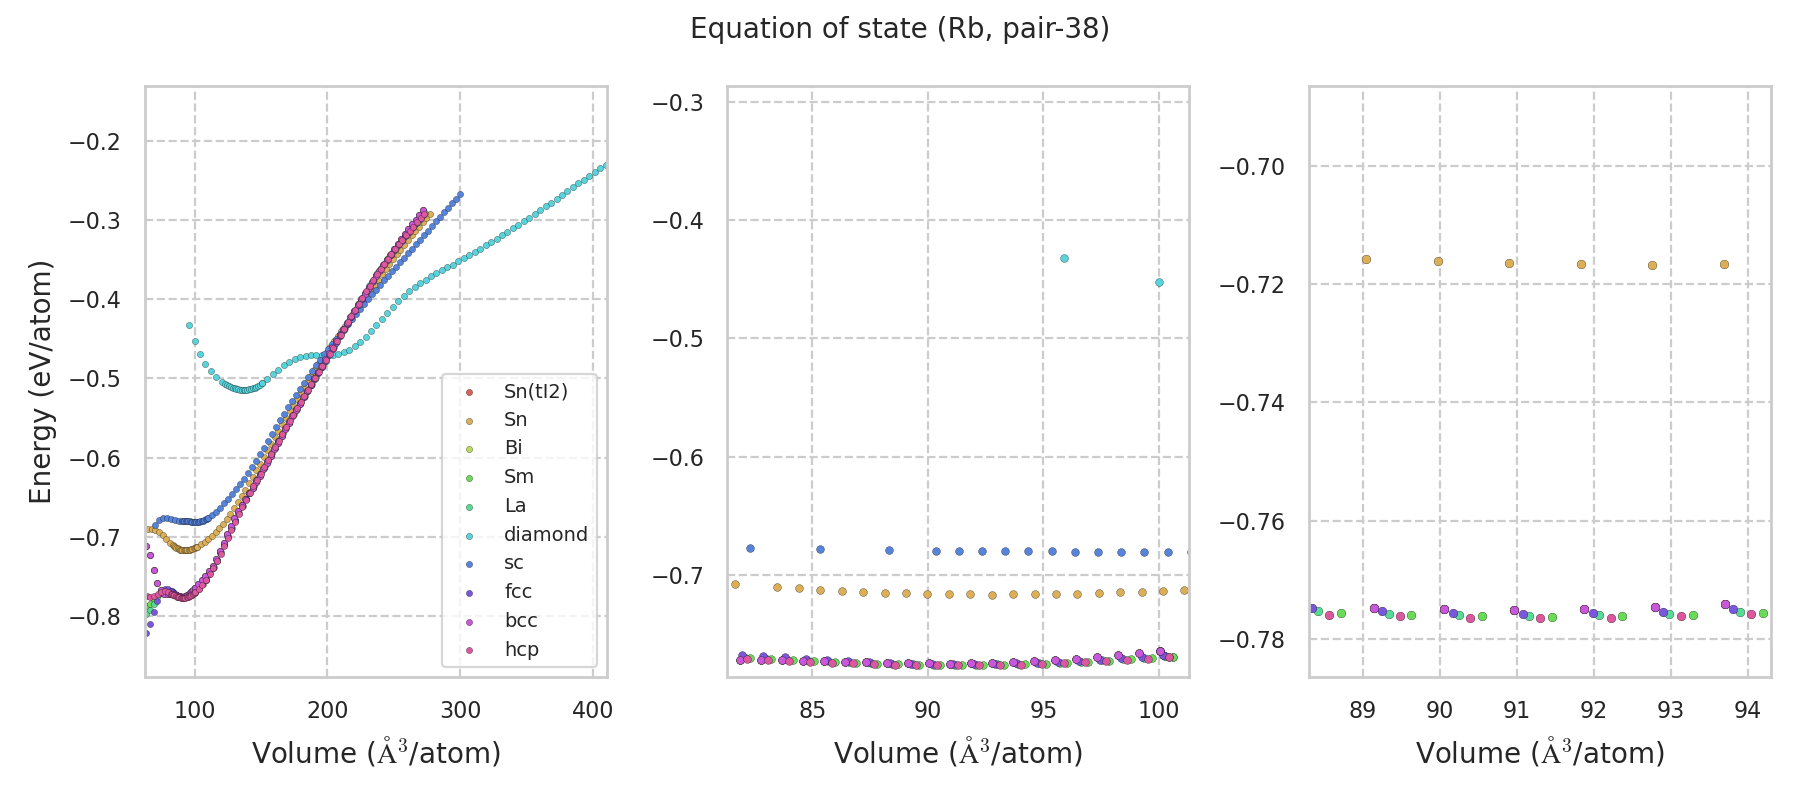 Equation of state (Rb, pair-38)
Energy (eV/atom)
−0.2
−0.3
−0.4
−0.5
−0.6
−0.7
−0.8
100 200 300 400
Volume (Å³/atom)
Sn(tI2)
Sn
Bi
Sm
La
diamond
sc
fcc
bcc
hcp
−0.3
−0.4
−0.5
−0.6
−0.7
85 90 95 100
Volume (Å³/atom)
−0.70
−0.72
−0.74
−0.76
−0.78
89 90 91 92 93 94
Volume (Å³/atom)